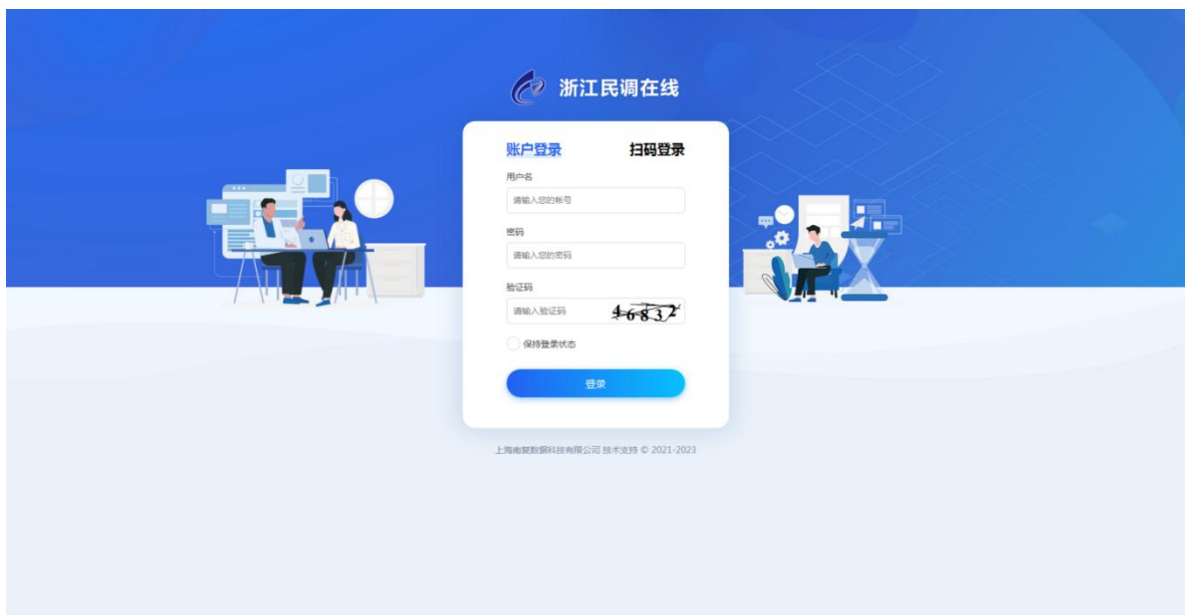 浙江民调在线
账户登录 扫码登录
用户名
请输入您的帐号
密码
请输入您的密码
验证码
请输入验证码 46832
保持登录状态
登录
上海南复数据科技有限公司 技术支持 © 2021-2023